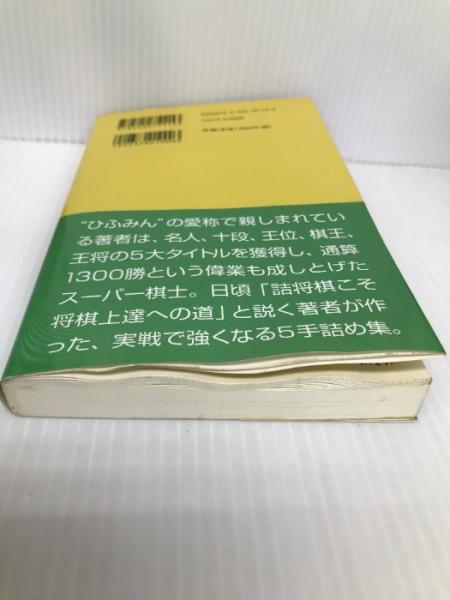 “ひふみん”の愛称で親しまれてい
る著者は、名人、十段、王位、棋王、
王将の5大タイトルを獲得し、通算
1300勝という偉業も成しとげた
スーパー棋士。日頃「詰将棋こそ
将棋上達への道」と説く著者が作
った、実戦で強くなる5手詰め集。